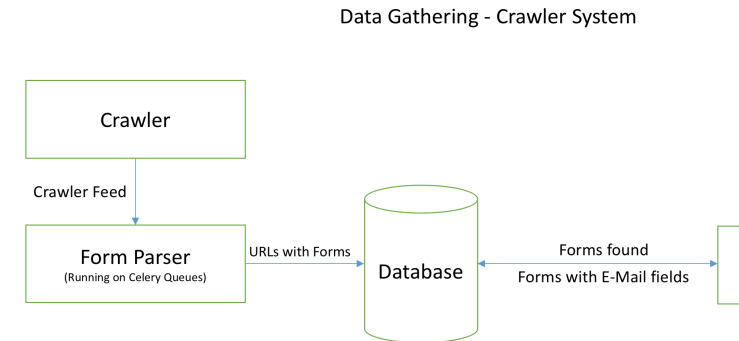 Data Gathering - Crawler System
Crawler
Crawler Feed
Form Parser
(Running on Celery Queues)
URLs with Forms
Database
Forms found
Forms with E-Mail fields